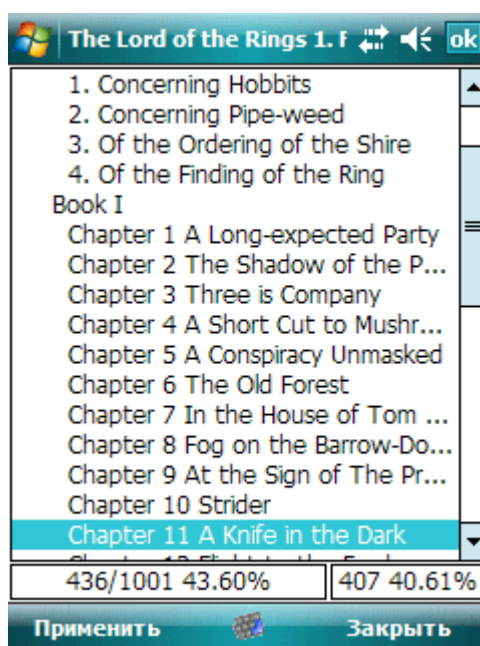 The Lord of the Rings 1. F ok
1. Concerning Hobbits
2. Concerning Pipe-weed
3. Of the Ordering of the Shire
4. Of the Finding of the Ring
Book I
Chapter 1 A Long-expected Party
Chapter 2 The Shadow of the P...
Chapter 3 Three is Company
Chapter 4 A Short Cut to Mushr...
Chapter 5 A Conspiracy Unmasked
Chapter 6 The Old Forest
Chapter 7 In the House of Tom ...
Chapter 8 Fog on the Barrow-Do...
Chapter 9 At the Sign of The Pr...
Chapter 10 Strider
Chapter 11 A Knife in the Dark
436/1001 43.60% 407 40.61%
Применить Закрыть